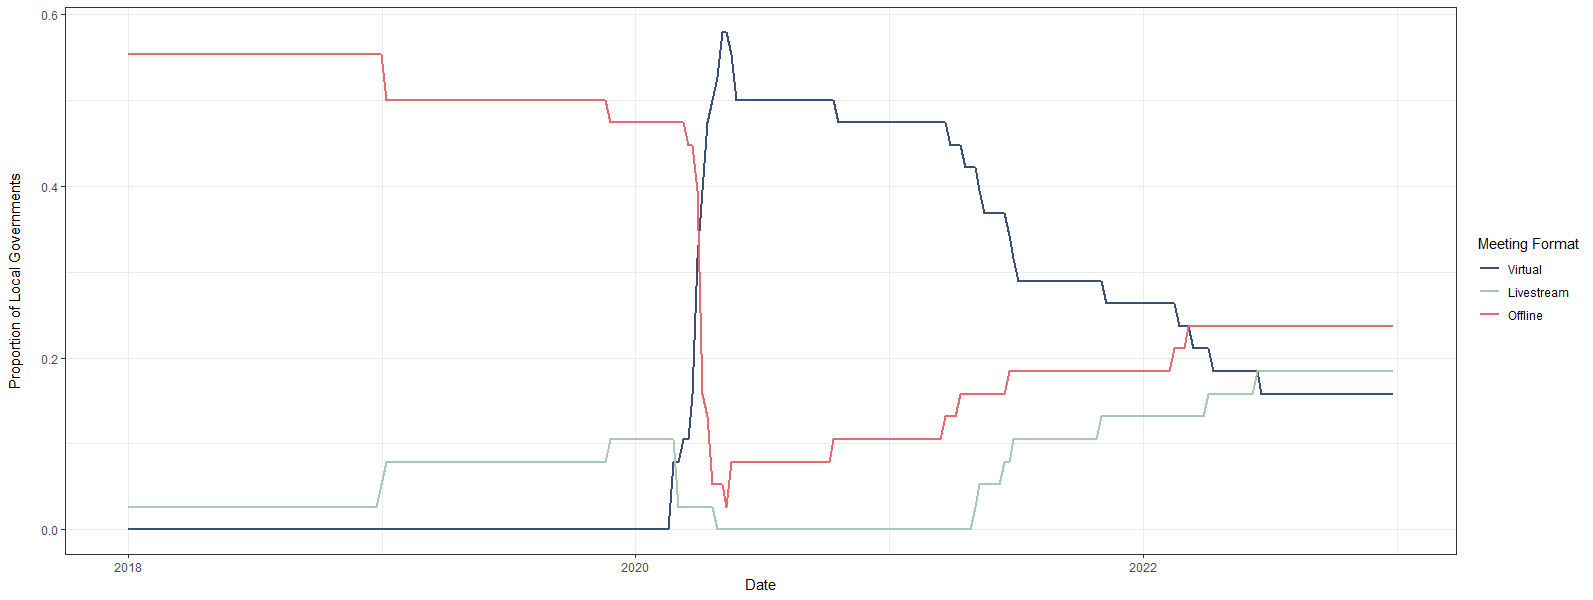 0.6
0.4
0.2
0.0
Proportion of Local Governments
2018
2020
2022
Date
Meeting Format
Virtual
Livestream
Offline